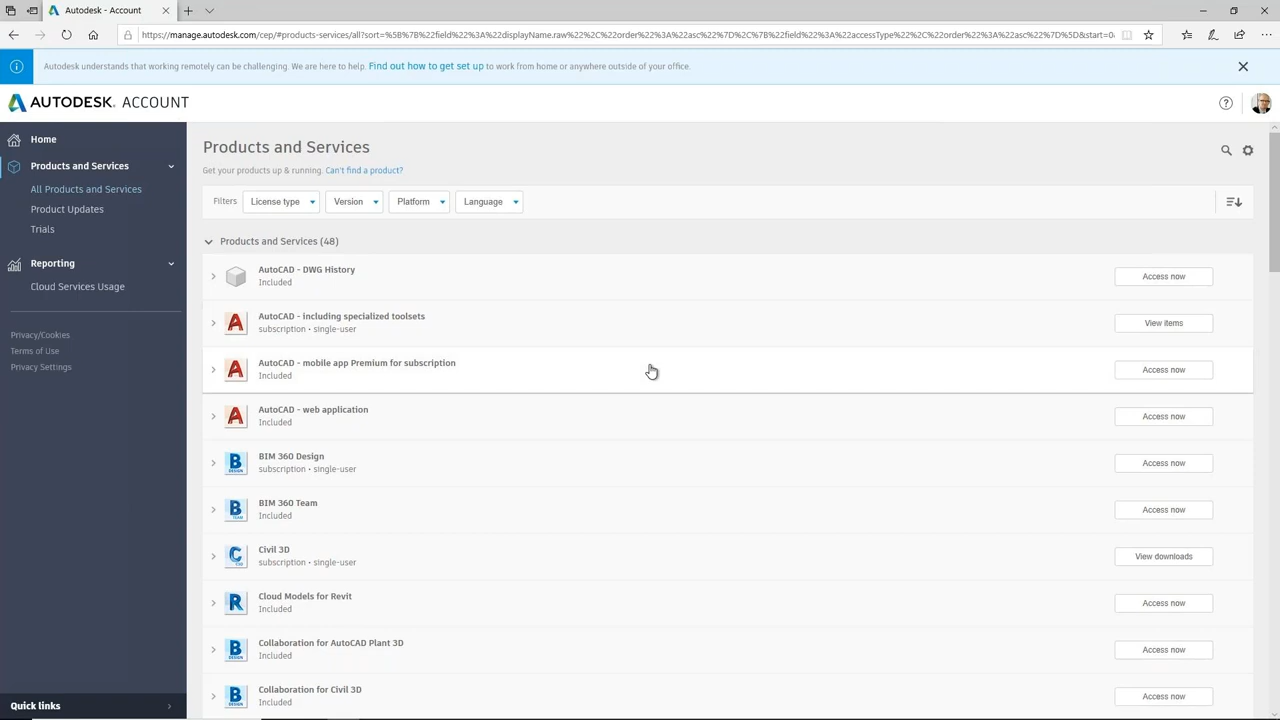 Autodesk - Account
https://manage.autodesk.com/cep/#products-services/all?sort=%5B%7B%22field%22%3A%22displayName.raw%22%2C%22order%22%3A%22asc%22%7D%2C%7B%22field%22%3A%22accessType%22%2C%22order%22%3A%22asc%22%7D%5D&start=0
Autodesk understands that working remotely can be challenging. We are here to help. Find out how to get set up to work from home or anywhere outside of your office.
AUTODESK. ACCOUNT
Home
Products and Services
All Products and Services
Product Updates
Trials
Reporting
Cloud Services Usage
Privacy/Cookies
Terms of Use
Privacy Settings
Quick links
Products and Services
Get your products up & running. Can't find a product?
Filters License type Version Platform Language
Products and Services (48)
AutoCAD - DWG History
Included
Access now
AutoCAD - including specialized toolsets
subscription • single-user
View items
AutoCAD - mobile app Premium for subscription
Included
Access now
AutoCAD - web application
Included
Access now
BIM 360 Design
subscription • single-user
Access now
BIM 360 Team
Included
Access now
Civil 3D
subscription • single-user
View downloads
Cloud Models for Revit
Included
Access now
Collaboration for AutoCAD Plant 3D
Included
Access now
Collaboration for Civil 3D
Included
Access now